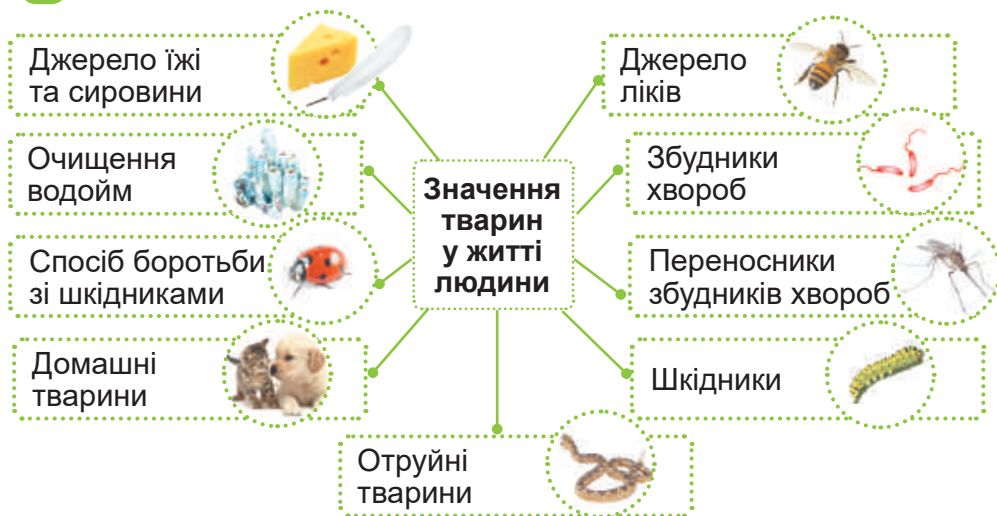 Джерело їжі
та сировини
Очищення
водойм
Спосіб боротьби
зі шкідниками
Домашні
тварини
Значення
тварин
у житті
людини
Джерело
ліків
Збудники
хвороб
Переносники
збудників хвороб
Шкідники
Отруйні
тварини